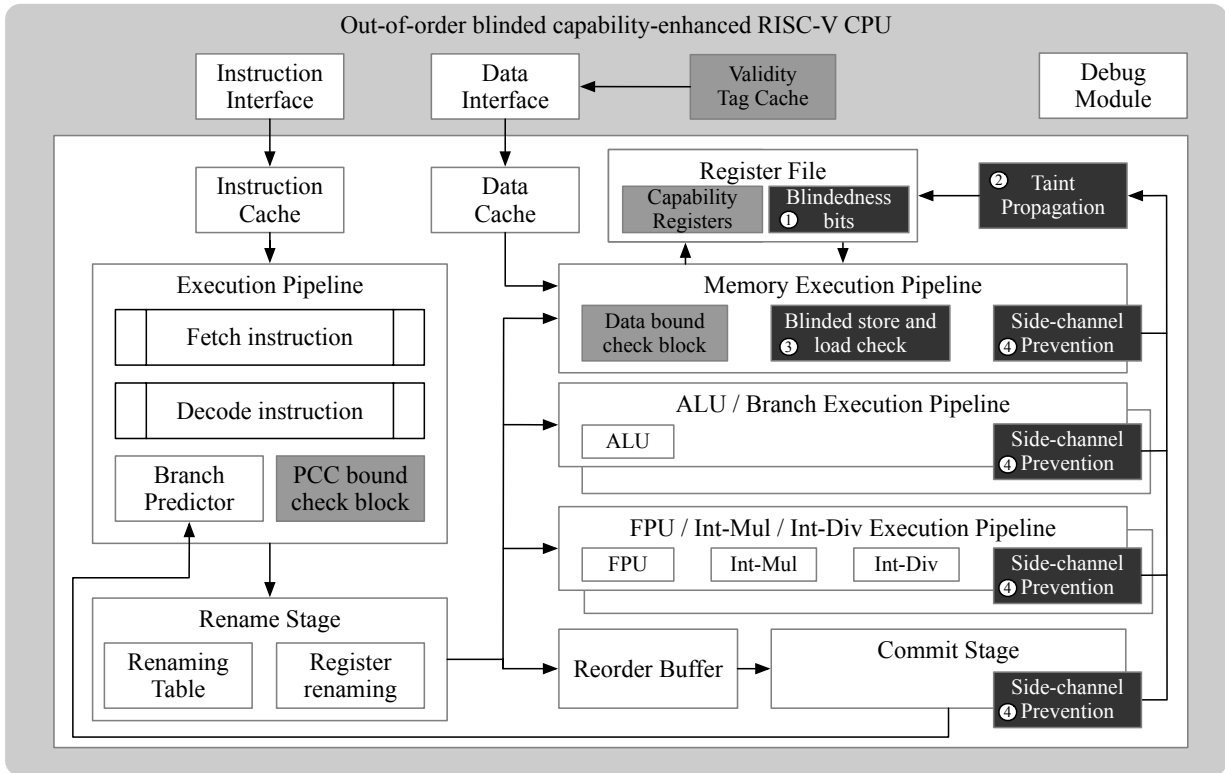 Out-of-order blinded capability-enhanced RISC-V CPU
Instruction
Interface
Data
Interface
Validity
Tag Cache
Debug
Module
Instruction
Cache
Data
Cache
Register File
Capability
Registers
Blindedness
1 bits
2 Taint
Propagation
Execution Pipeline
Fetch instruction
Decode instruction
Branch
Predictor
PCC bound
check block
Memory Execution Pipeline
Data bound
check block
Blinded store and
3 load check
Side-channel
4 Prevention
ALU / Branch Execution Pipeline
ALU
Side-channel
4 Prevention
FPU / Int-Mul / Int-Div Execution Pipeline
FPU
Int-Mul
Int-Div
Side-channel
4 Prevention
Rename Stage
Renaming
Table
Register
renaming
Reorder Buffer
Commit Stage
Side-channel
4 Prevention